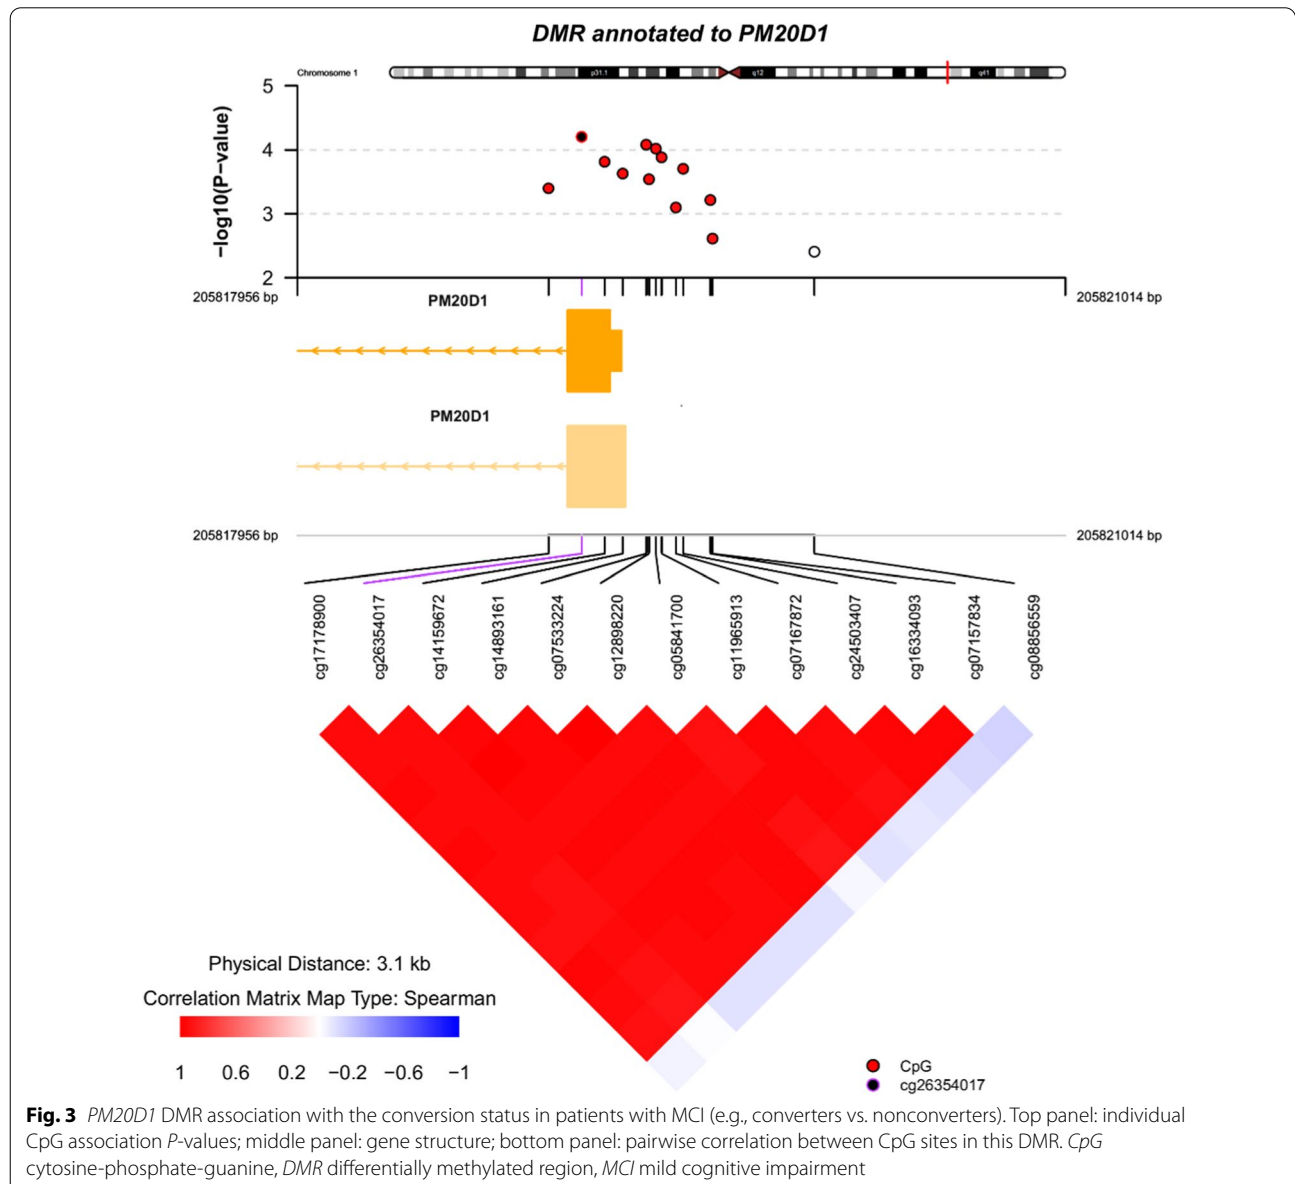 DMR annotated to PM20D1
Chromosome 1
p31.1
q12
q41
−log10(P−value)
5
4
3
2
205817956 bp
205821014 bp
PM20D1
PM20D1
205817956 bp
205821014 bp
cg17178900
cg26354017
cg14159672
cg14893161
cg07533224
cg12898220
cg05841700
cg11965913
cg07167872
cg24503407
cg16334093
cg07157834
cg08856559
Physical Distance: 3.1 kb
Correlation Matrix Map Type: Spearman
1 0.6 0.2 −0.2 −0.6 −1
CpG
cg26354017
Fig. 3 PM20D1 DMR association with the conversion status in patients with MCI (e.g., converters vs. nonconverters). Top panel: individual
CpG association P-values; middle panel: gene structure; bottom panel: pairwise correlation between CpG sites in this DMR. CpG
cytosine-phosphate-guanine, DMR differentially methylated region, MCI mild cognitive impairment